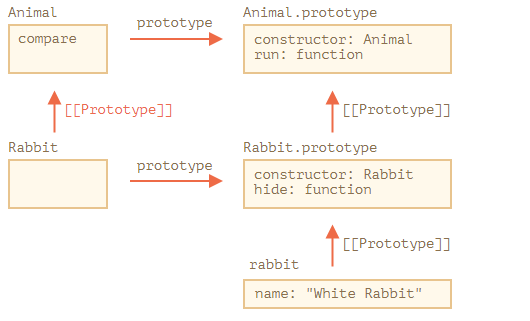 Animal
prototype
Animal.prototype
compare
constructor: Animal
run: function
[[Prototype]]
[[Prototype]]
Rabbit
prototype
Rabbit.prototype
constructor: Rabbit
hide: function
[[Prototype]]
rabbit
name: "White Rabbit"